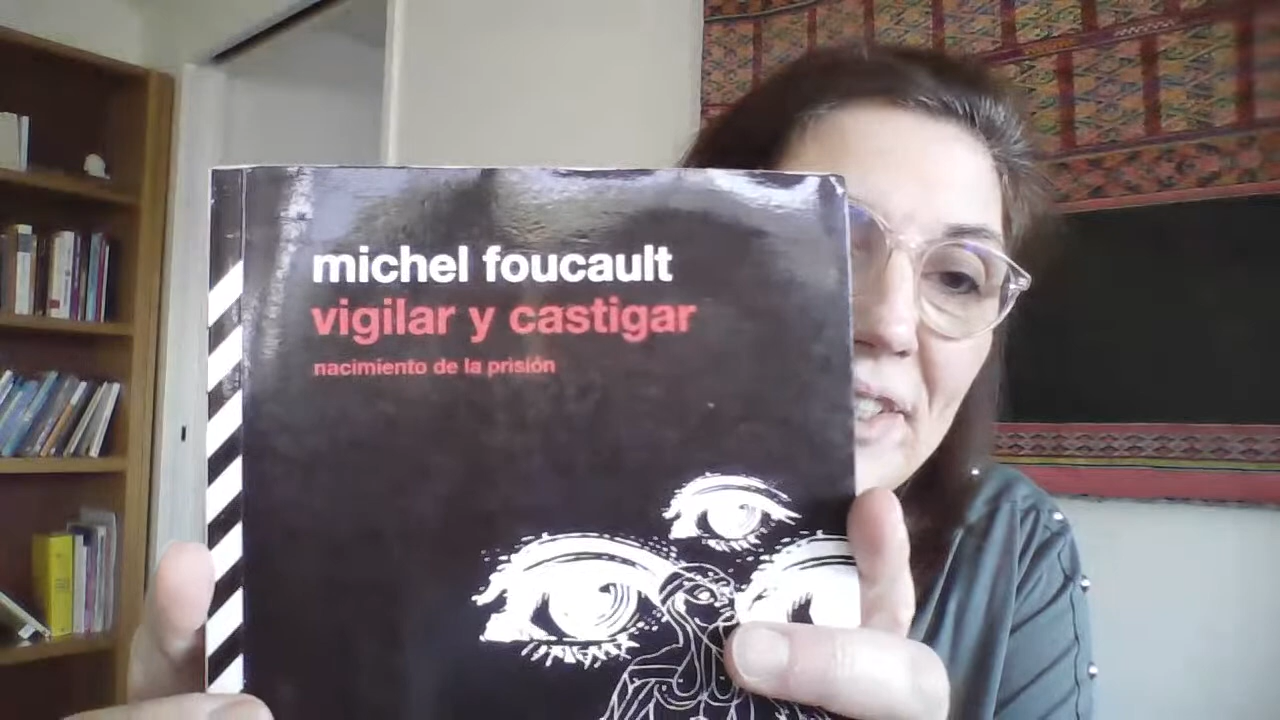 michel foucault
vigilar y castigar
nacimiento de la prisión